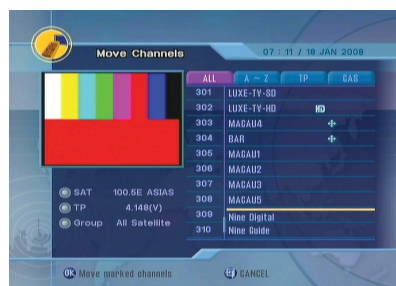 Move Channels
07 : 11 / 18 JAN 2008
ALL A ~ Z TP CAS
301 LUXE-TV-SD
302 LUXE-TV-HD HD
303 MACAU4
304 BAR
305 MACAU1
306 MACAU2
307 MACAU3
308 MACAU5
309 Nine Digital
310 Nine Guide
SAT 100.5E ASIAS
TP 4.148(V)
Group All Satellite
OK Move marked channels
CANCEL